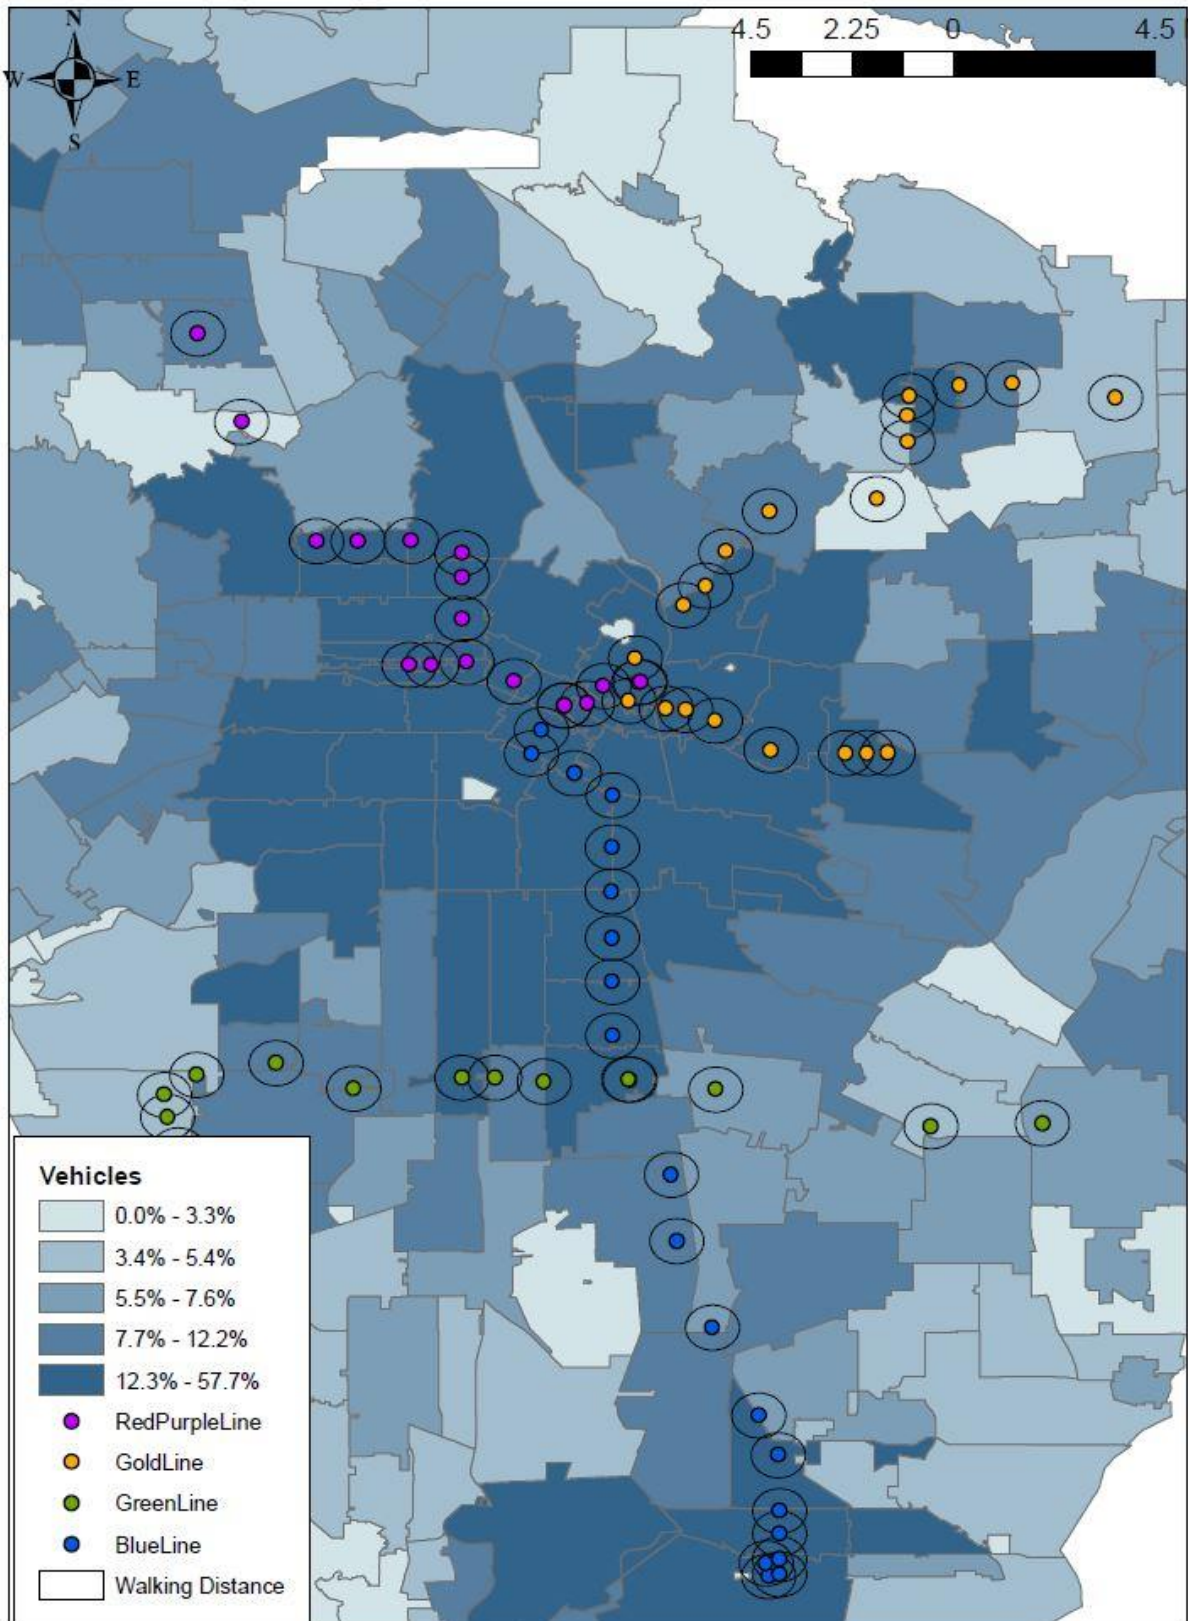 N
W E
S
4.5 2.25 0 4.5
Vehicles
0.0% - 3.3%
3.4% - 5.4%
5.5% - 7.6%
7.7% - 12.2%
12.3% - 57.7%
RedPurpleLine
GoldLine
GreenLine
BlueLine
Walking Distance